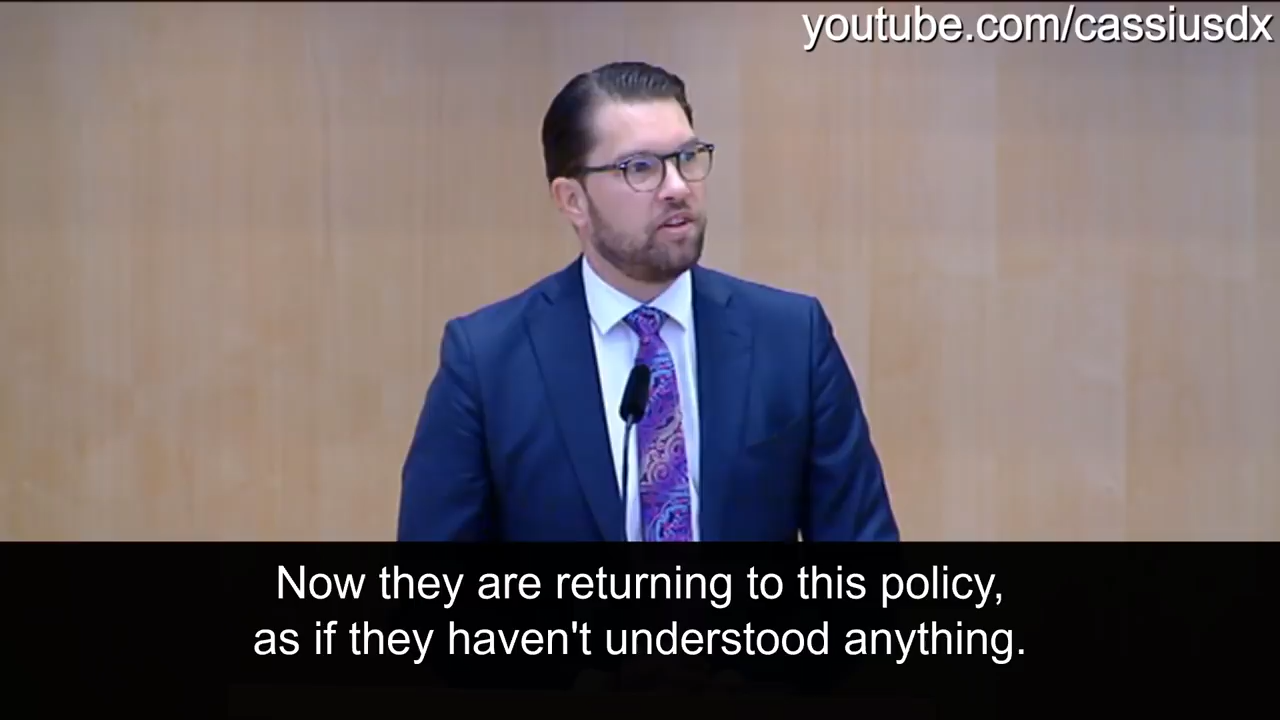 youtube.com/cassiusdx
Now they are returning to this policy,
as if they haven't understood anything.